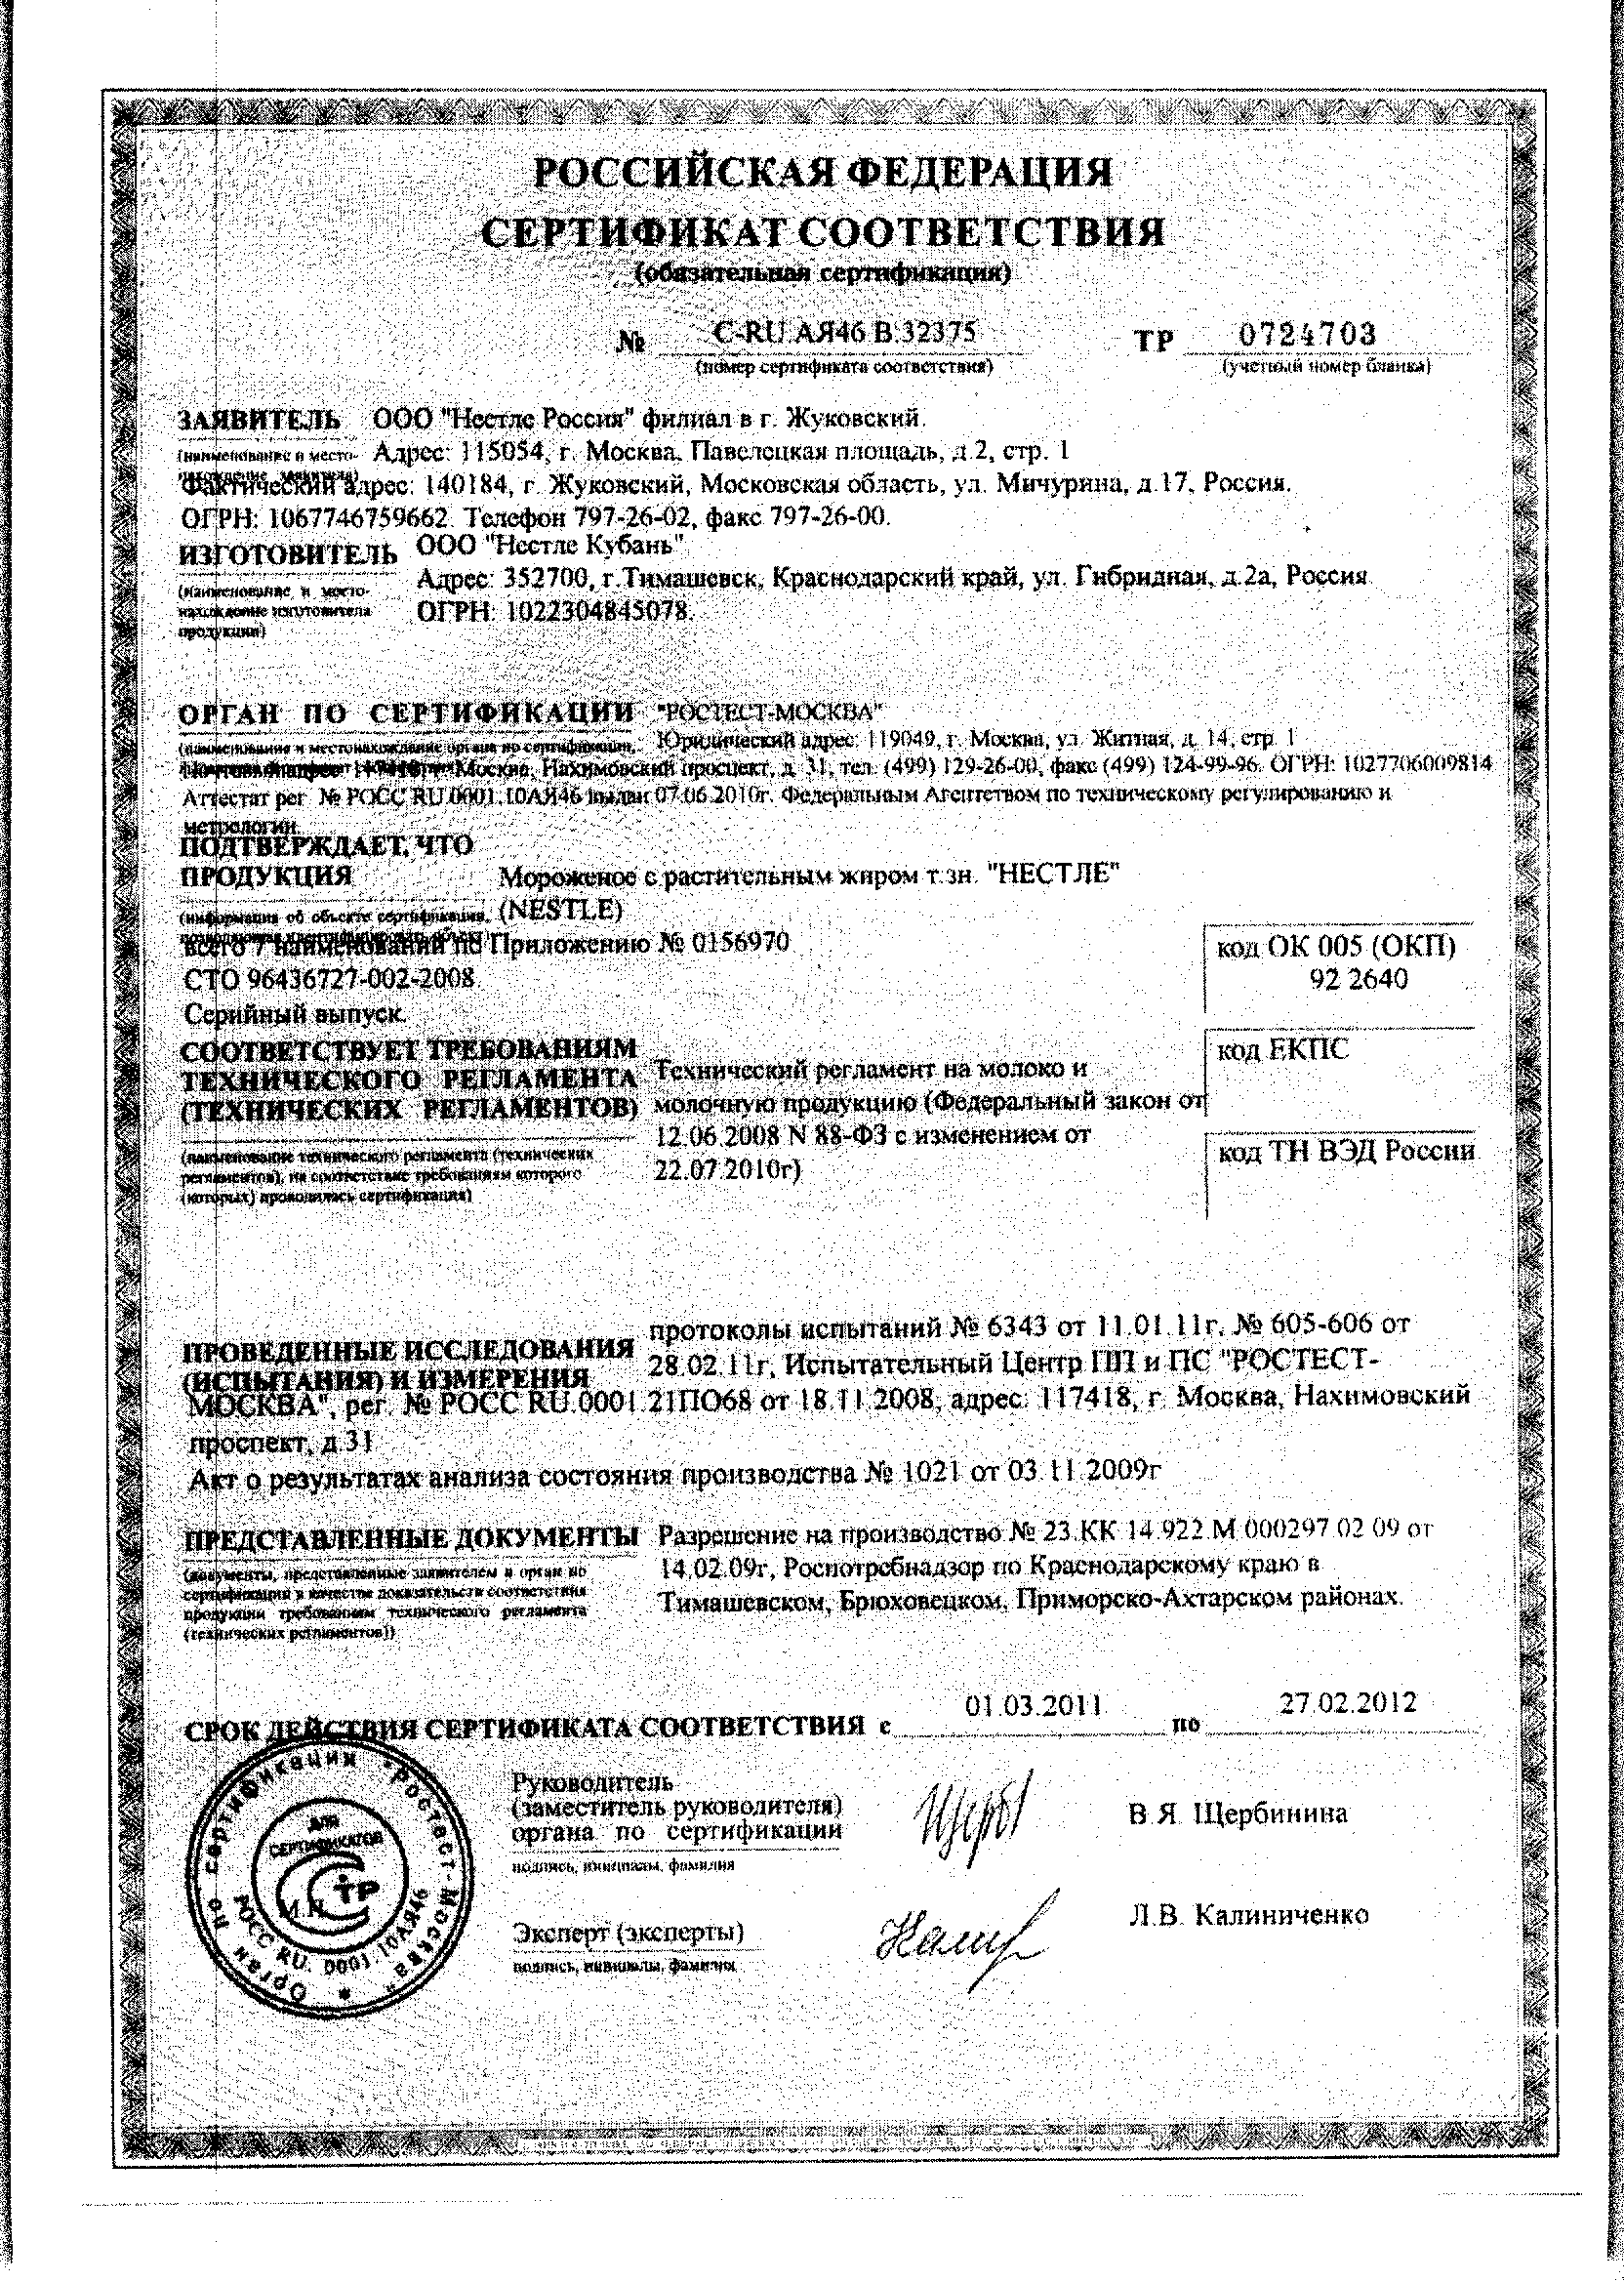 РОССИЙСКАЯ ФЕДЕРАЦИЯ
СЕРТИФИКАТ СООТВЕТСТВИЯ
(обязательная сертификация)
№ C-RU.АЯ46.В.32375 ТР 0724703
(номер сертификата соответствия) (учетный номер бланка)
ЗАЯВИТЕЛЬ ООО "Нестле Россия" филиал в г. Жуковский.
(наименование и место- Адрес: 115054, г. Москва, Павелецкая площадь, д.2, стр. 1
нахождение заявителя)
Фактический адрес: 140184, г. Жуковский, Московская область, ул. Мичурина, д.17, Россия.
ОГРН: 1067746759662. Телефон 797-26-02, факс 797-26-00.
ИЗГОТОВИТЕЛЬ ООО "Нестле Кубань".
(наименование и место- Адрес: 352700, г.Тимашевск, Краснодарский край, ул. Гибридная, д.2а, Россия.
нахождение изготовителя ОГРН: 1022304845078.
продукции)
ОРГАН ПО СЕРТИФИКАЦИИ "РОСТЕСТ-МОСКВА"
(наименование и местонахождение органа по сертификации, Юридический адрес: 119049, г. Москва, ул. Житная, д. 14, стр. 1
Москва, Нахимовский проспект, д. 31, тел. (499) 129-26-00, факс (499) 124-99-96. ОГРН: 1027706009814
Аттестат рег. № РОСС RU.0001.10АЯ46 выдан 07.06.2010г. Федеральным Агентством по техническому регулированию и
метрологии.
ПОДТВЕРЖДАЕТ, ЧТО
ПРОДУКЦИЯ Мороженое с растительным жиром т.зн. "НЕСТЛЕ"
(информация об объекте сертификации, (NESTLE)
всего 7 наименований по Приложению № 0156970
СТО 96436727-002-2008.
Серийный выпуск.
код ОК 005 (ОКП)
92 2640
СООТВЕТСТВУЕТ ТРЕБОВАНИЯМ
ТЕХНИЧЕСКОГО РЕГЛАМЕНТА Технический регламент на молоко и
(ТЕХНИЧЕСКИХ РЕГЛАМЕНТОВ) молочную продукцию (Федеральный закон от
12.06.2008 N 88-ФЗ с изменением от
22.07.2010г)
(наименование технического регламента (технических
регламентов), на соответствие требованиям которого
(которых) проводилась сертификация)
код ЕКПС
код ТН ВЭД России
протоколы испытаний № 6343 от 11.01.11г, № 605-606 от
ПРОВЕДЕННЫЕ ИССЛЕДОВАНИЯ 28.02.11г, Испытательный Центр ПП и ПС "РОСТЕСТ-
(ИСПЫТАНИЯ) И ИЗМЕРЕНИЯ
МОСКВА", рег. № РОСС RU.0001.21ПО68 от 18.11.2008, адрес: 117418, г. Москва, Нахимовский
проспект, д.31
Акт о результатах анализа состояния производства № 1021 от 03.11.2009г
ПРЕДСТАВЛЕННЫЕ ДОКУМЕНТЫ Разрешение на производство № 23.КК.14.922.М.000297.02.09 от
14.02.09г, Роспотребнадзор по Краснодарскому краю в
Тимашевском, Брюховецком, Приморско-Ахтарском районах.
(документы, представленные заявителем в орган по
сертификации в качестве доказательств соответствия
продукции требованиям технического регламента
(технических регламентов))
СРОК ДЕЙСТВИЯ СЕРТИФИКАТА СООТВЕТСТВИЯ с 01.03.2011 по 27.02.2012
Руководитель
(заместитель руководителя)
органа по сертификации
подпись, инициалы, фамилия
В.Я. Щербинина
Эксперт (эксперты)
подпись, инициалы, фамилия
Л.В. Калиниченко
Орган по сертификации "Ростест-Москва"
РОСС RU. 0001.10АЯ46
ДЛЯ
СЕРТИФИКАТОВ
ТР
М.П.